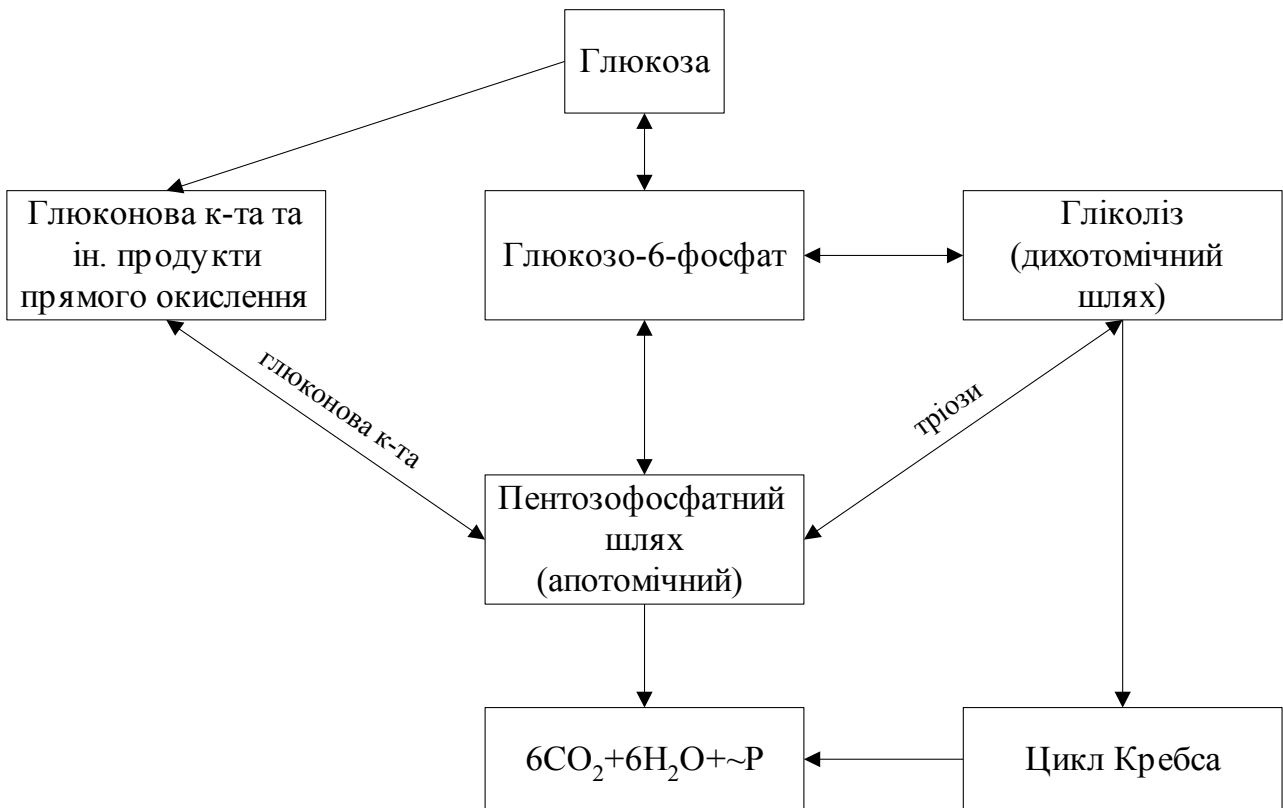 Глюкоза
Глюконова к-та та
ін. продукти
прямого окислення
Глюкозо-6-фосфат
Гліколіз
(дихотомічний
шлях)
глюконова к-та
тріози
Пентозофосфатний
шлях
(апотомічний)
6CO₂+6H₂O+~P
Цикл Кребса